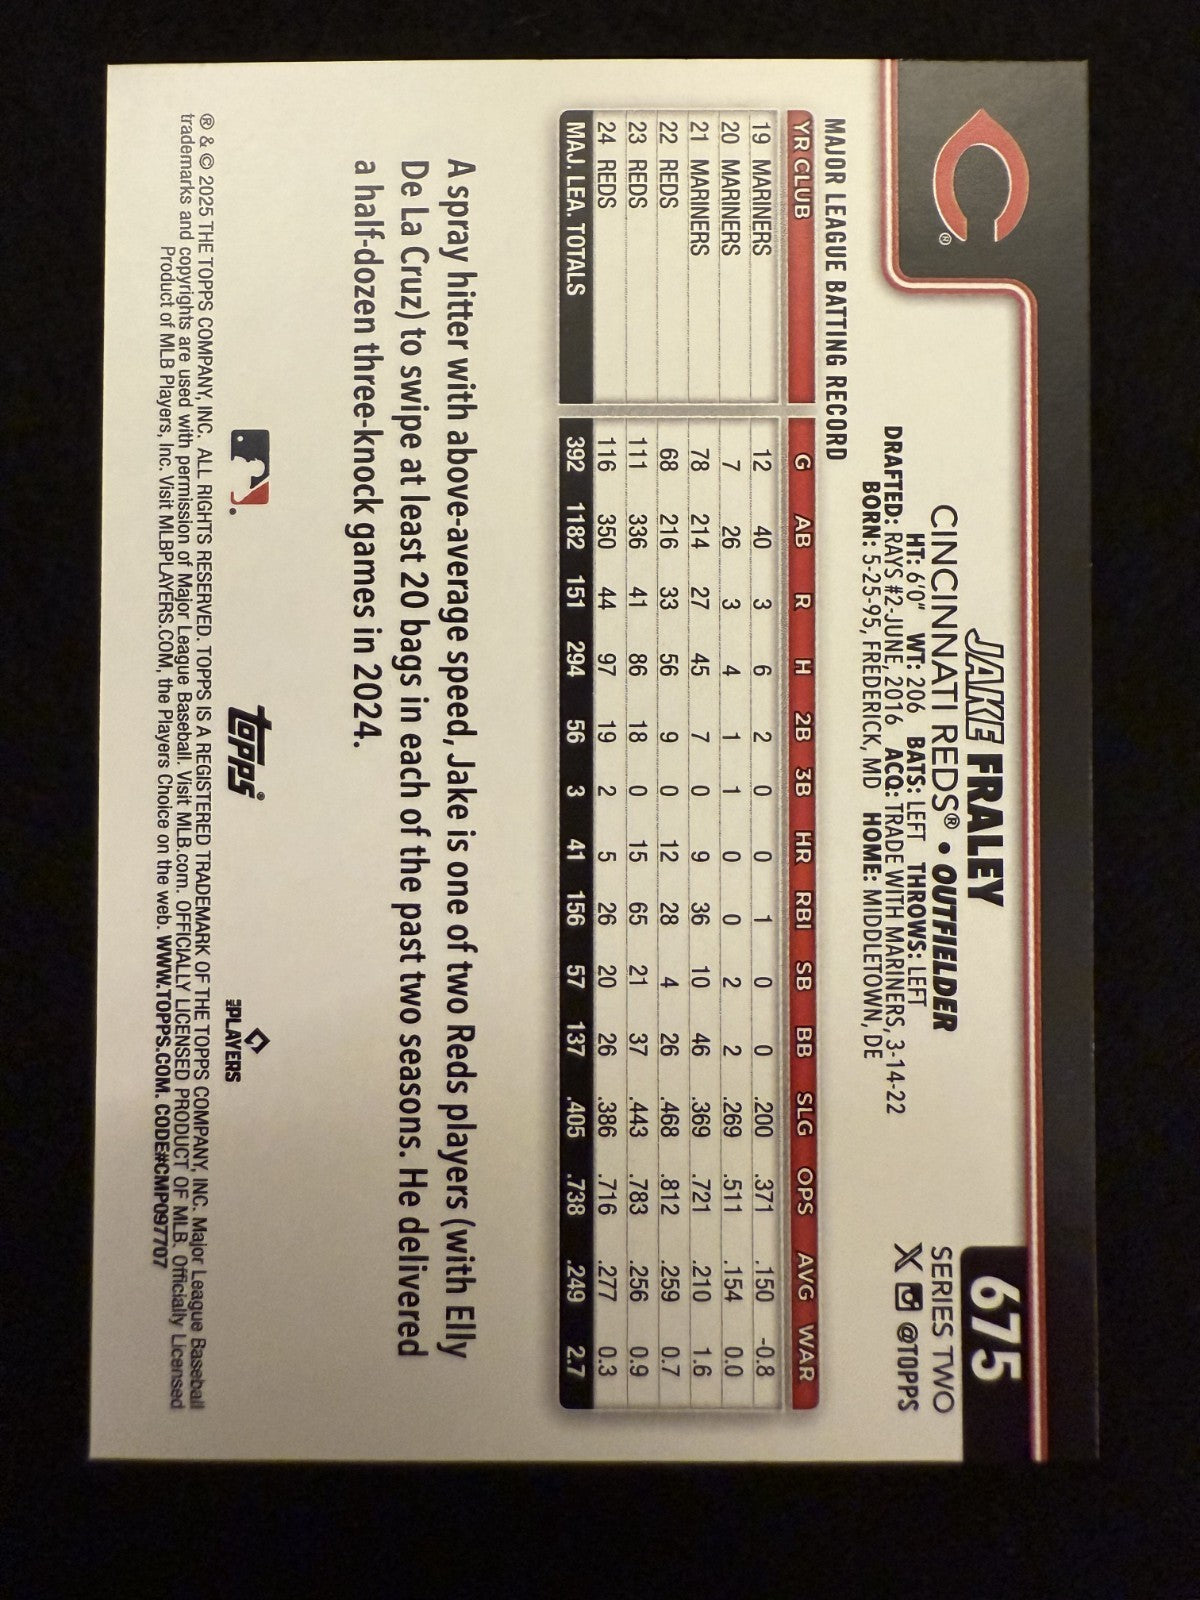 675
SERIES TWO
@TOPPS
JAKE FRALEY
CINCINNATI REDS® • OUTFIELDER
HT: 6'0" WT: 206 BATS: LEFT THROWS: LEFT
DRAFTED: RAYS #2-JUNE, 2016 ACQ: TRADE WITH MARINERS, 3-14-22
BORN: 5-25-95, FREDERICK, MD HOME: MIDDLETOWN, DE
C®
MAJOR LEAGUE BATTING RECORD
YR CLUB G AB R H 2B 3B HR RBI SB BB SLG OPS AVG WAR
19 MARINERS 12 40 3 6 2 0 0 1 0 0 .200 .371 .150 -0.8
20 MARINERS 7 26 3 4 1 1 0 0 2 2 .269 .511 .154 0.0
21 MARINERS 78 214 27 45 7 0 9 36 10 46 .369 .721 .210 1.6
22 REDS 68 216 33 56 9 0 12 28 4 26 .468 .812 .259 0.7
23 REDS 111 336 41 86 18 0 15 65 21 37 .443 .783 .256 0.9
24 REDS 116 350 44 97 19 2 5 26 20 26 .386 .716 .277 0.3
MAJ. LEA. TOTALS 392 1182 151 294 56 3 41 156 57 137 .405 .738 .249 2.7
A spray hitter with above-average speed, Jake is one of two Reds players (with Elly
De La Cruz) to swipe at least 20 bags in each of the past two seasons. He delivered
a half-dozen three-knock games in 2024.
topps®
MLB PLAYERS
® & © 2025 THE TOPPS COMPANY, INC. ALL RIGHTS RESERVED. TOPPS IS A REGISTERED TRADEMARK OF THE TOPPS COMPANY, INC. Major League Baseball
trademarks and copyrights are used with permission of Major League Baseball. Visit MLB.com. OFFICIALLY LICENSED PRODUCT OF MLB. Officially Licensed
Product of MLB Players, Inc. Visit MLBPLAYERS.COM, the Players Choice on the web. WWW.TOPPS.COM. CODE#CMP097707